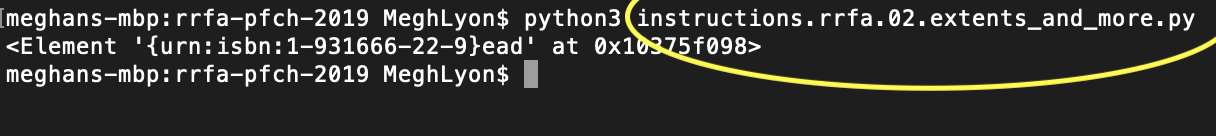 meghans-mbp:rrfa-pfch-2019 MeghLyon$ python3 instructions.rrfa.02.extents_and_more.py
<Element '{urn:isbn:1-931666-22-9}ead' at 0x10375f098>
meghans-mbp:rrfa-pfch-2019 MeghLyon$